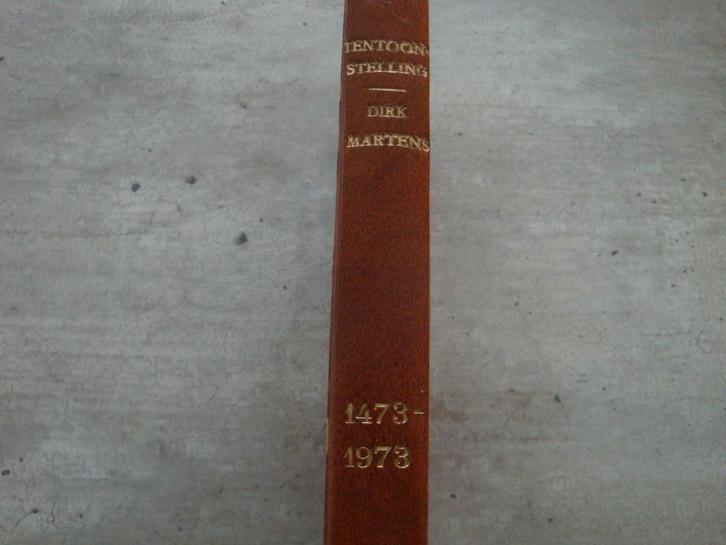 TENTOON-
STELLING
DIRK
MARTENS
1473-
1973